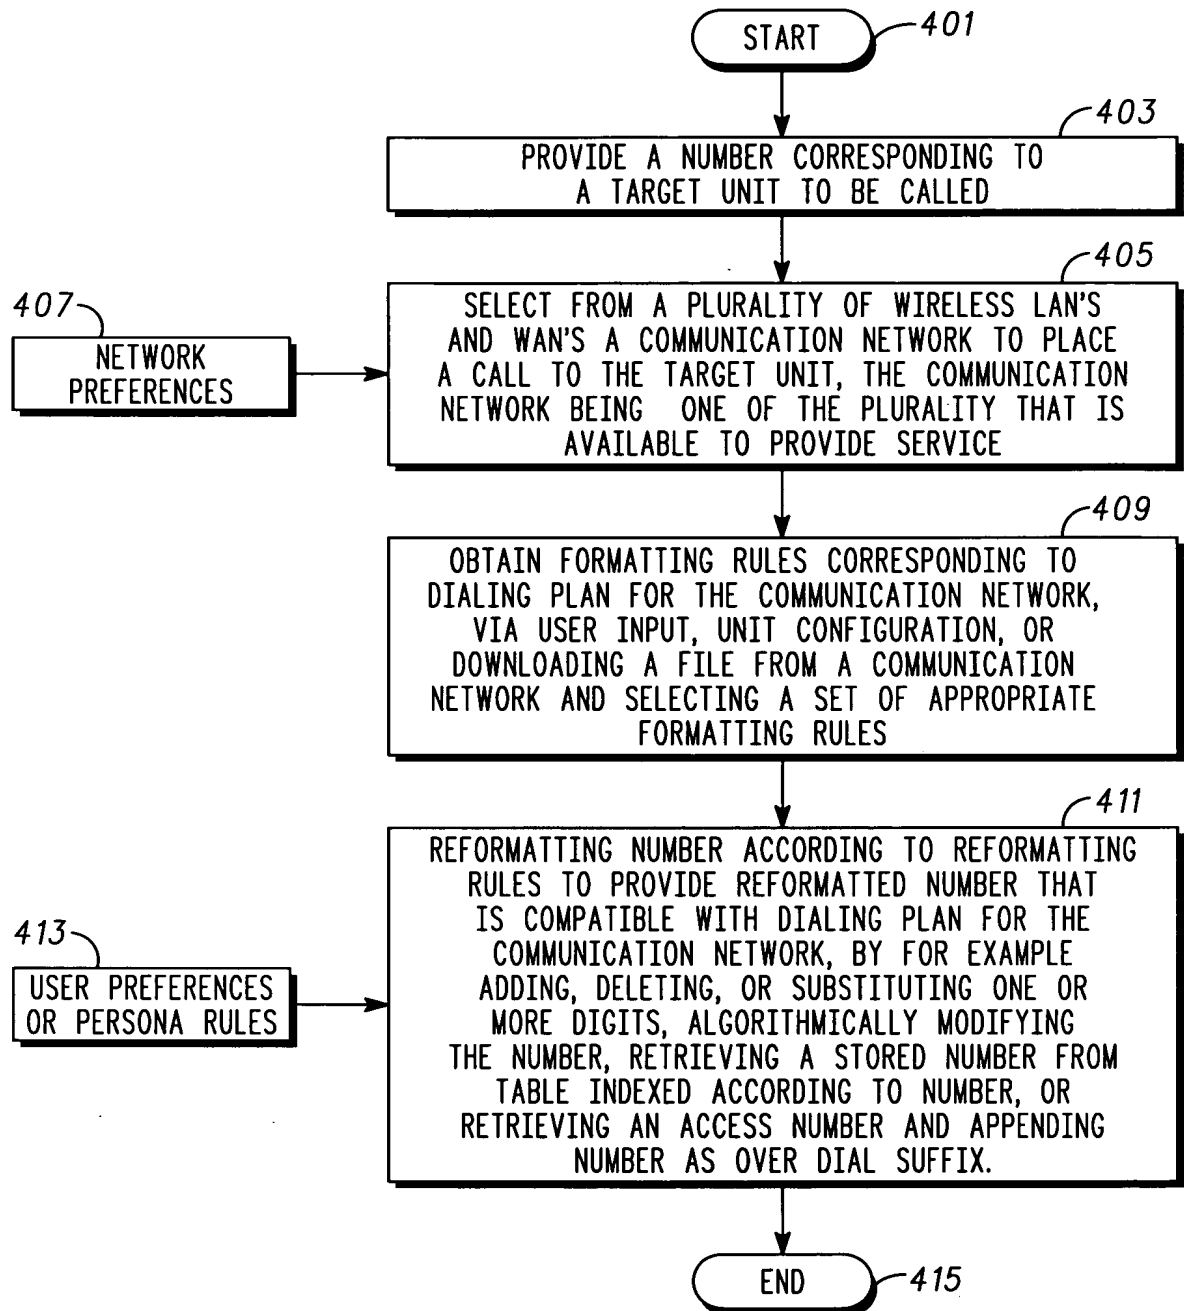 START
401
403
PROVIDE A NUMBER CORRESPONDING TO
A TARGET UNIT TO BE CALLED
405
SELECT FROM A PLURALITY OF WIRELESS LAN'S
AND WAN'S A COMMUNICATION NETWORK TO PLACE
A CALL TO THE TARGET UNIT, THE COMMUNICATION
NETWORK BEING ONE OF THE PLURALITY THAT IS
AVAILABLE TO PROVIDE SERVICE
407
NETWORK
PREFERENCES
409
OBTAIN FORMATTING RULES CORRESPONDING TO
DIALING PLAN FOR THE COMMUNICATION NETWORK,
VIA USER INPUT, UNIT CONFIGURATION, OR
DOWNLOADING A FILE FROM A COMMUNICATION
NETWORK AND SELECTING A SET OF APPROPRIATE
FORMATTING RULES
411
REFORMATTING NUMBER ACCORDING TO REFORMATTING
RULES TO PROVIDE REFORMATTED NUMBER THAT
IS COMPATIBLE WITH DIALING PLAN FOR THE
COMMUNICATION NETWORK, BY FOR EXAMPLE
ADDING, DELETING, OR SUBSTITUTING ONE OR
MORE DIGITS, ALGORITHMICALLY MODIFYING
THE NUMBER, RETRIEVING A STORED NUMBER FROM
TABLE INDEXED ACCORDING TO NUMBER, OR
RETRIEVING AN ACCESS NUMBER AND APPENDING
NUMBER AS OVER DIAL SUFFIX.
413
USER PREFERENCES
OR PERSONA RULES
END
415